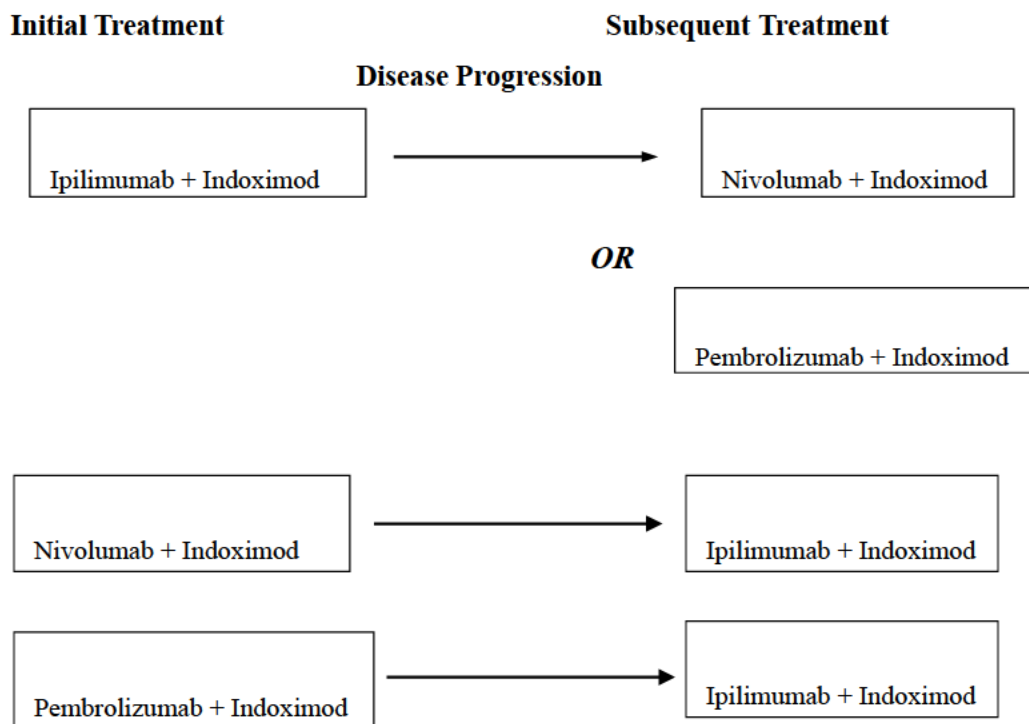 Initial Treatment Subsequent Treatment
Disease Progression
Ipilimumab + Indoximod Nivolumab + Indoximod
OR
Pembrolizumab + Indoximod
Nivolumab + Indoximod Ipilimumab + Indoximod
Pembrolizumab + Indoximod Ipilimumab + Indoximod